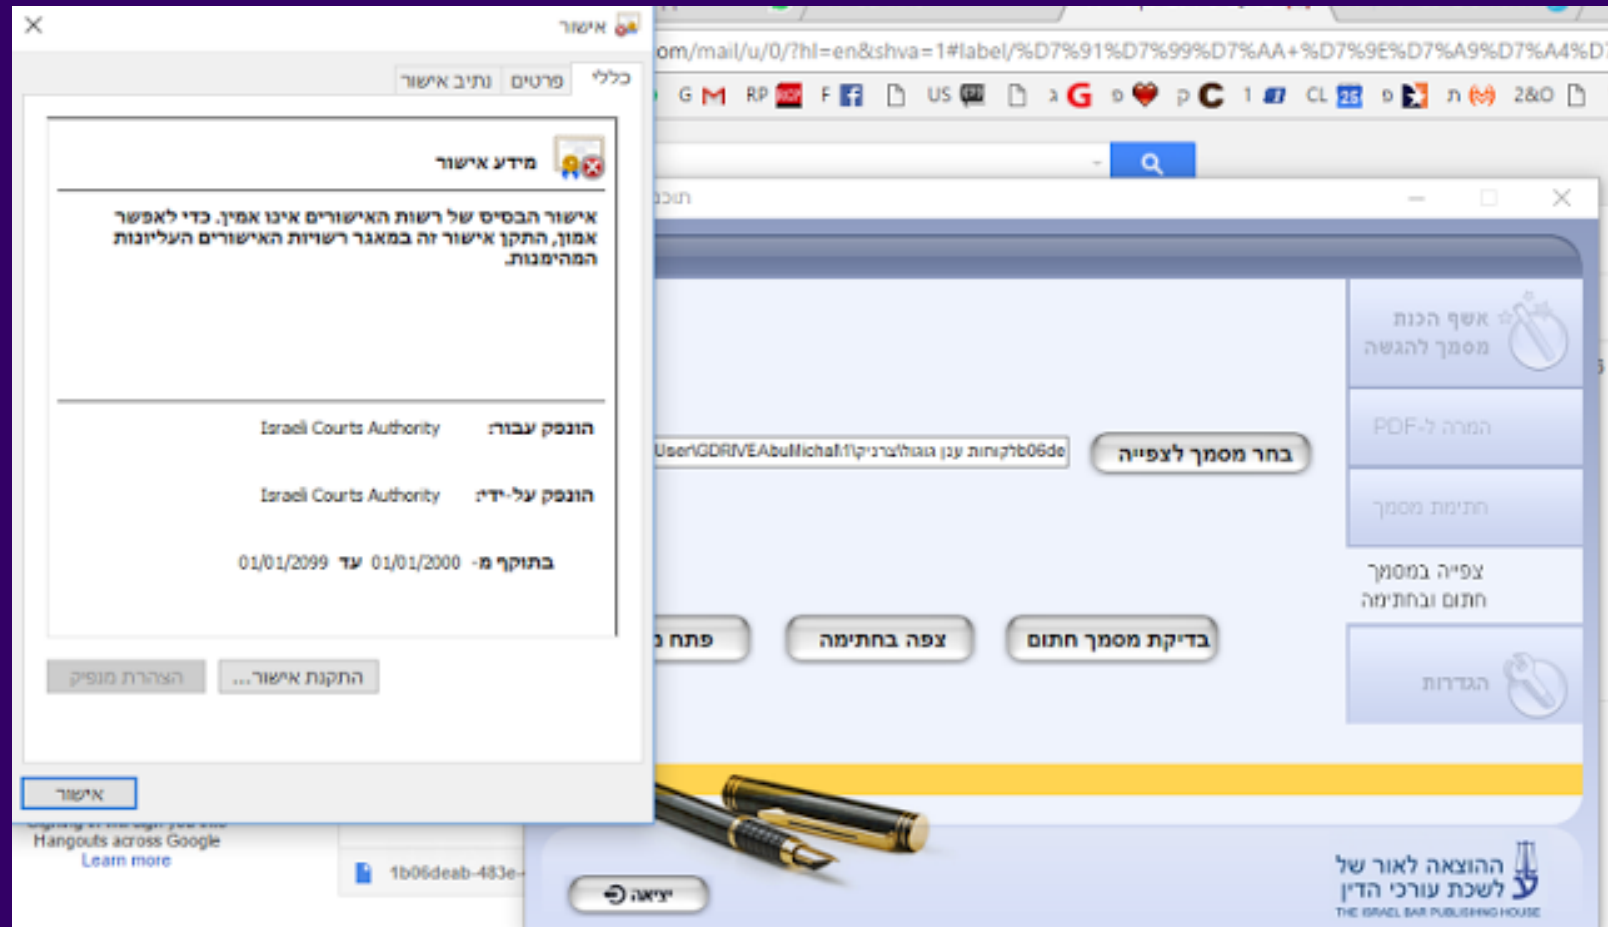 אישור
כללי
פרטים
נתיב אישור
מידע אישור
אישור הבסיס של רשות האישורים אינו אמין. כדי לאפשר
אמון, התקן אישור זה במאגר רשויות האישורים העליונות
המהימנות.
הונפק עבור: Israeli Courts Authority
הונפק על-ידי: Israeli Courts Authority
בתוקף מ- 01/01/2000 עד 01/01/2099
התקנת אישור...
הצהרת מנפיק
אישור
om/mail/u/0/?hl=en&shva=1#label/%D7%91%D7%99%D7%AA+%D7%9E%D7%A9%D7%A4%D7
G RP F US ג פ ק 1 CL פ ת 2&O
אשף הכנת
מסמך להגשה
המרה ל-PDF
חתימת מסמך
צפייה במסמך
חתום ובחתימה
הגדרות
בחר מסמך לצפייה
בדיקת מסמך חתום
צפה בחתימה
פתח
יציאה
ההוצאה לאור של
לשכת עורכי הדין
THE ISRAEL BAR PUBLISHING HOUSE
Hangouts across Google
Learn more
1b06deab-483e-